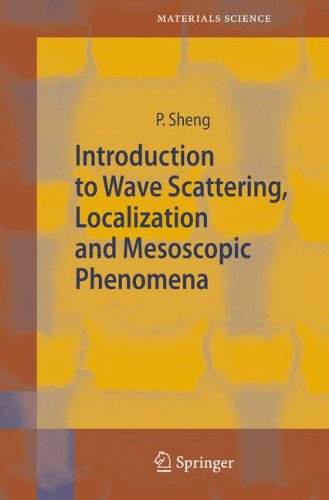 MATERIALS SCIENCE
P. Sheng
Introduction
to Wave Scattering,
Localization
and Mesoscopic
Phenomena
Springer